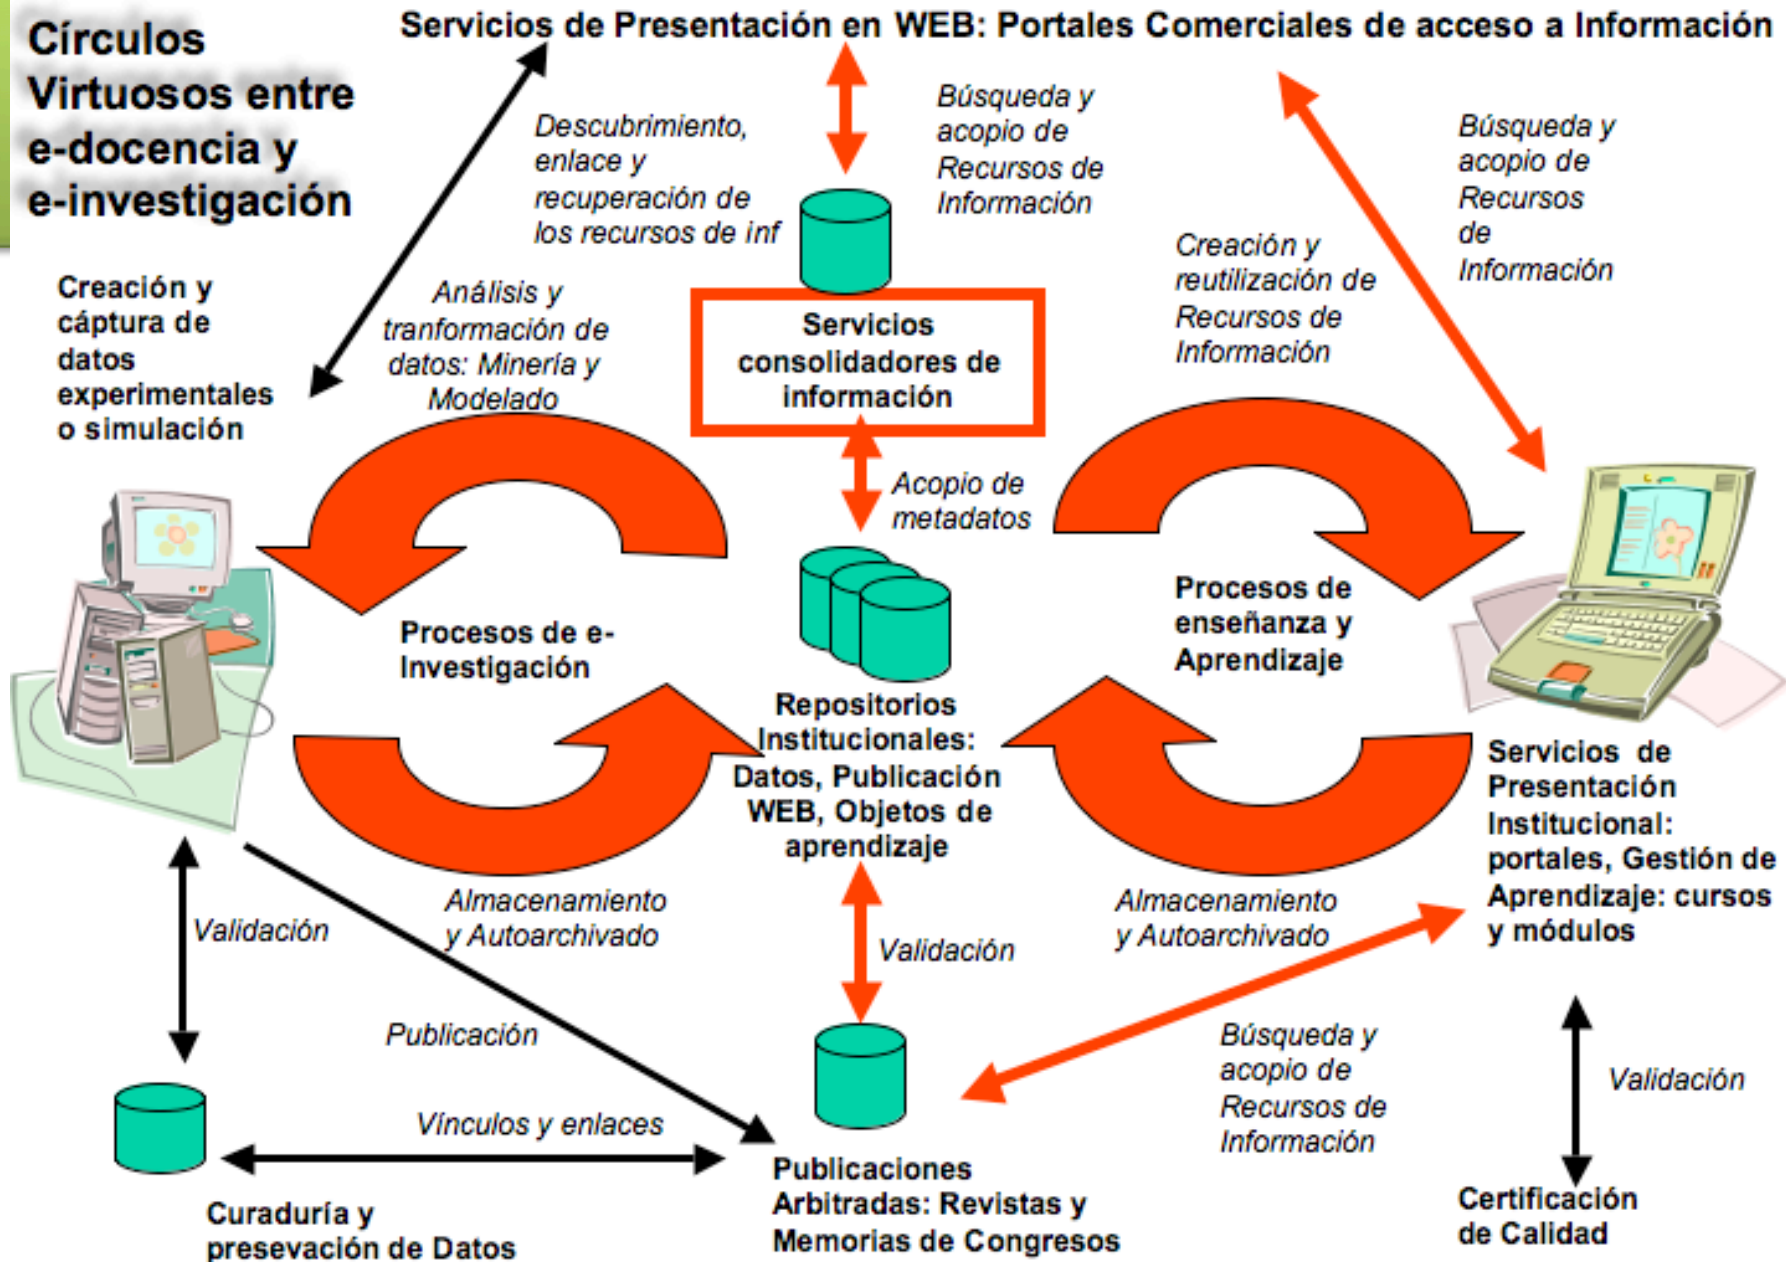 Círculos
Virtuosos entre
e-docencia y
e-investigación
Servicios de Presentación en WEB: Portales Comerciales de acceso a Información
Descubrimiento,
enlace y
recuperación de
los recursos de inf
Búsqueda y
acopio de
Recursos de
Información
Búsqueda y
acopio de
Recursos
de
Información
Creación y
reutilización de
Recursos de
Información
Creación y
cáptura de
datos
experimentales
o simulación
Análisis y
tranformación de
datos: Minería y
Modelado
Servicios
consolidadores de
información
Acopio de
metadatos
Procesos de e-
Investigación
Procesos de
enseñanza y
Aprendizaje
Repositorios
Institucionales:
Datos, Publicación
WEB, Objetos de
aprendizaje
Servicios de
Presentación
Institucional:
portales, Gestión de
Aprendizaje: cursos
y módulos
Validación
Almacenamiento
y Autoarchivado
Validación
Almacenamiento
y Autoarchivado
Publicación
Búsqueda y
acopio de
Recursos de
Información
Validación
Vínculos y enlaces
Curaduría y
presevación de Datos
Publicaciones
Arbitradas: Revistas y
Memorias de Congresos
Certificación
de Calidad